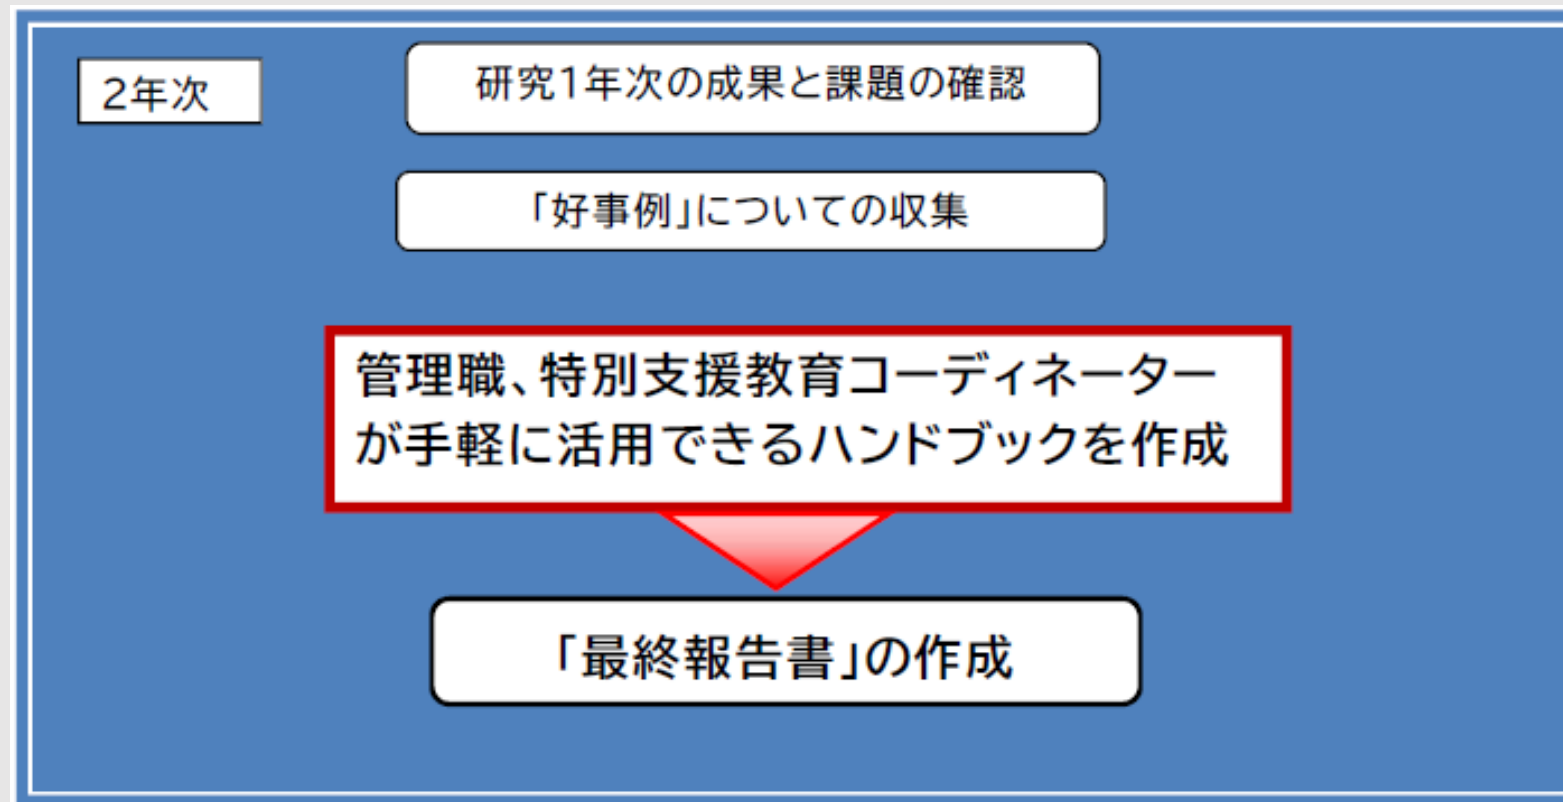 2年次
研究1年次の成果と課題の確認
「好事例」についての収集
管理職、特別支援教育コーディネーター
が手軽に活用できるハンドブックを作成
「最終報告書」の作成